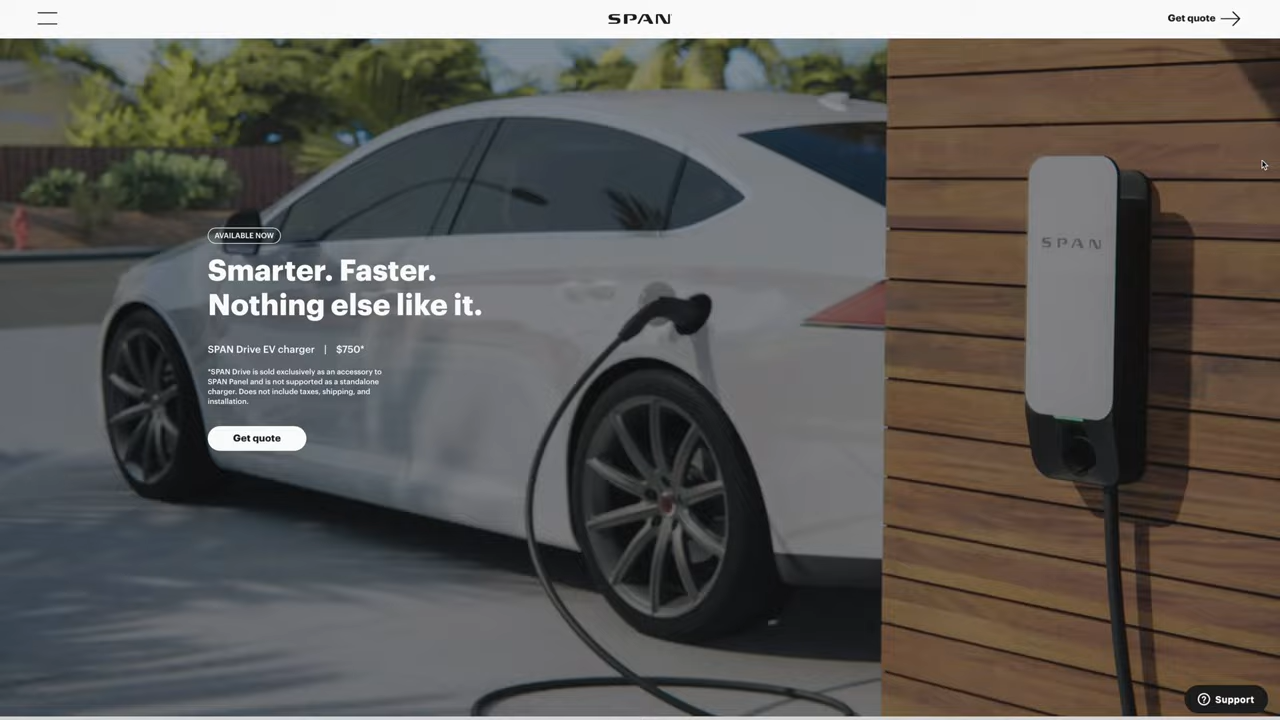 SPAN
Get quote
AVAILABLE NOW
Smarter. Faster.
Nothing else like it.
SPAN Drive EV charger | $750*
*SPAN Drive is sold exclusively as an accessory to
SPAN Panel and is not supported as a standalone
charger. Does not include taxes, shipping, and
installation.
Get quote
SPAN
Support